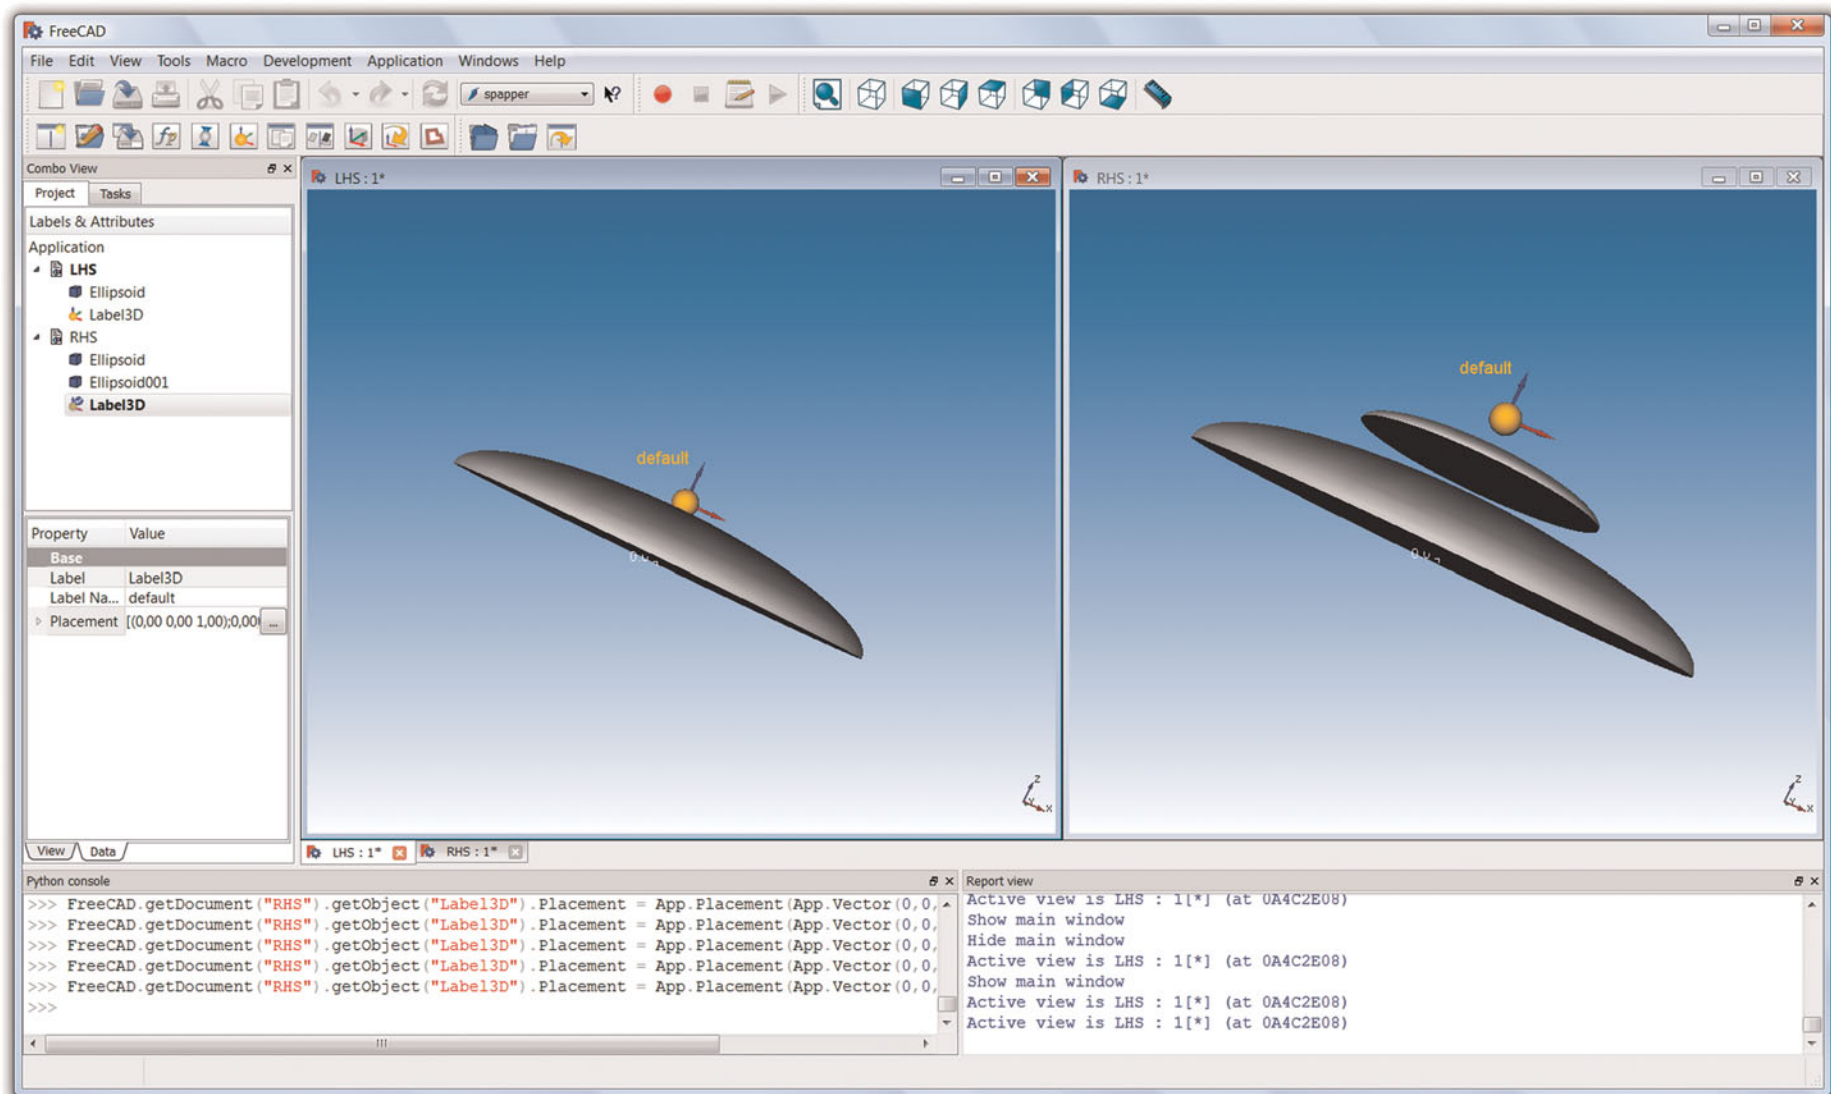 FreeCAD
File Edit View Tools Macro Development Application Windows Help
spapper
Combo View
Project Tasks
Labels & Attributes
Application
LHS
Ellipsoid
Label3D
RHS
Ellipsoid
Ellipsoid001
Label3D
Property Value
Base
Label Label3D
Label Na... default
Placement [(0,00 0,00 1,00);0,00 ...
View Data
LHS : 1*
default
Z
Y
X
RHS : 1*
default
Z
Y
X
LHS : 1* RHS : 1*
Python console
>>> FreeCAD.getDocument("RHS").getObject("Label3D").Placement = App.Placement(App.Vector(0,0,
>>> FreeCAD.getDocument("RHS").getObject("Label3D").Placement = App.Placement(App.Vector(0,0,
>>> FreeCAD.getDocument("RHS").getObject("Label3D").Placement = App.Placement(App.Vector(0,0,
>>> FreeCAD.getDocument("RHS").getObject("Label3D").Placement = App.Placement(App.Vector(0,0,
>>> FreeCAD.getDocument("RHS").getObject("Label3D").Placement = App.Placement(App.Vector(0,0,
>>>
Report view
Active view is LHS : 1[*] (at 0A4C2E08)
Show main window
Hide main window
Active view is LHS : 1[*] (at 0A4C2E08)
Show main window
Active view is LHS : 1[*] (at 0A4C2E08)
Active view is LHS : 1[*] (at 0A4C2E08)